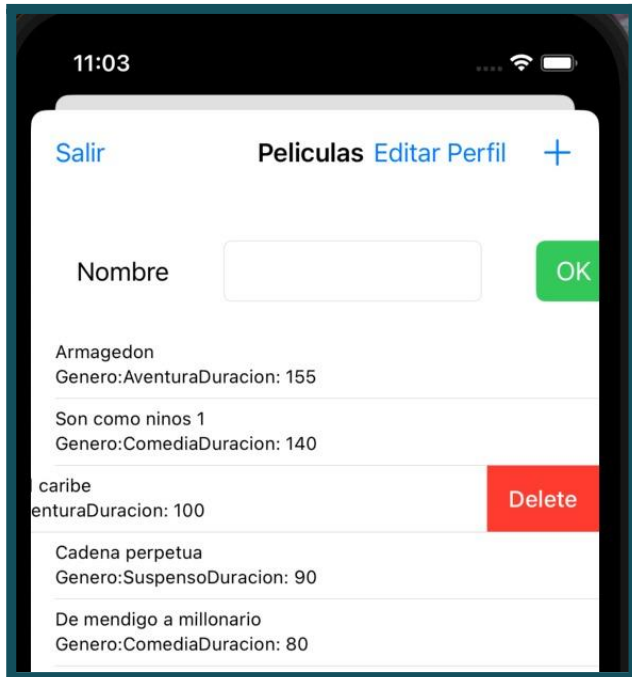 11:03
Salir Peliculas Editar Perfil +
Nombre OK
Armagedon
Genero:AventuraDuracion: 155
Son como ninos 1
Genero:ComediaDuracion: 140
caribe
enturaDuracion: 100
Delete
Cadena perpetua
Genero:SuspensoDuracion: 90
De mendigo a millonario
Genero:ComediaDuracion: 80